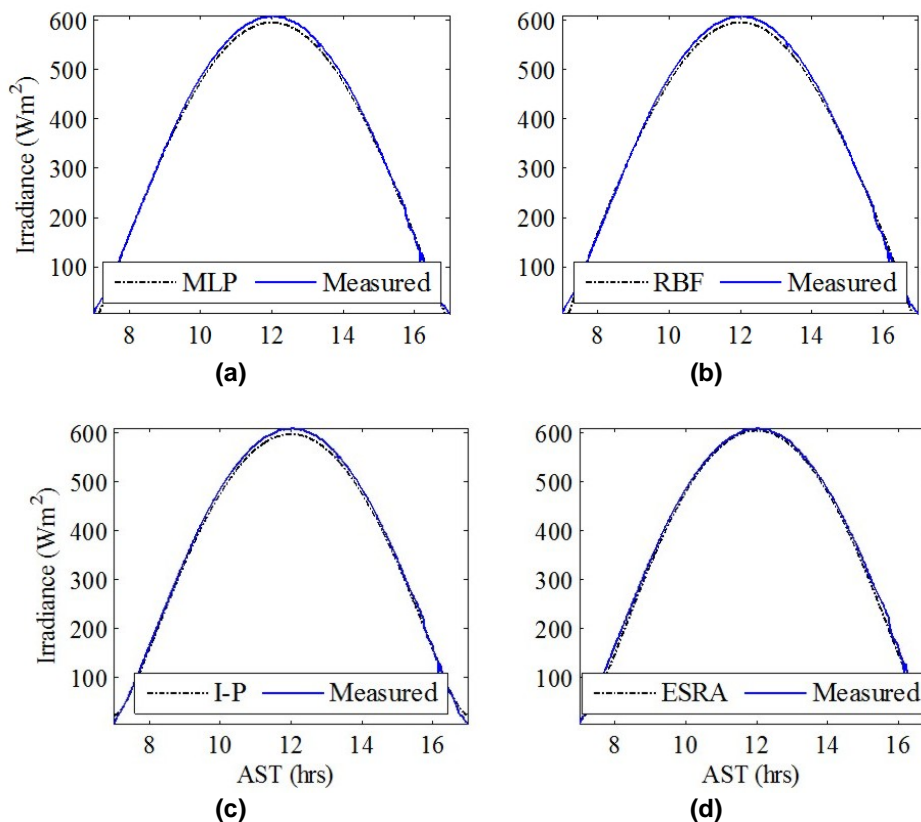 600
500
400
300
200
100
Irradiance (Wm²)
MLP Measured
8 10 12 14 16
(a)
600
500
400
300
200
100
RBF Measured
8 10 12 14 16
(b)
600
500
400
300
200
100
Irradiance (Wm²)
I-P Measured
8 10 12 14 16
AST (hrs)
(c)
600
500
400
300
200
100
ESRA Measured
8 10 12 14 16
AST (hrs)
(d)